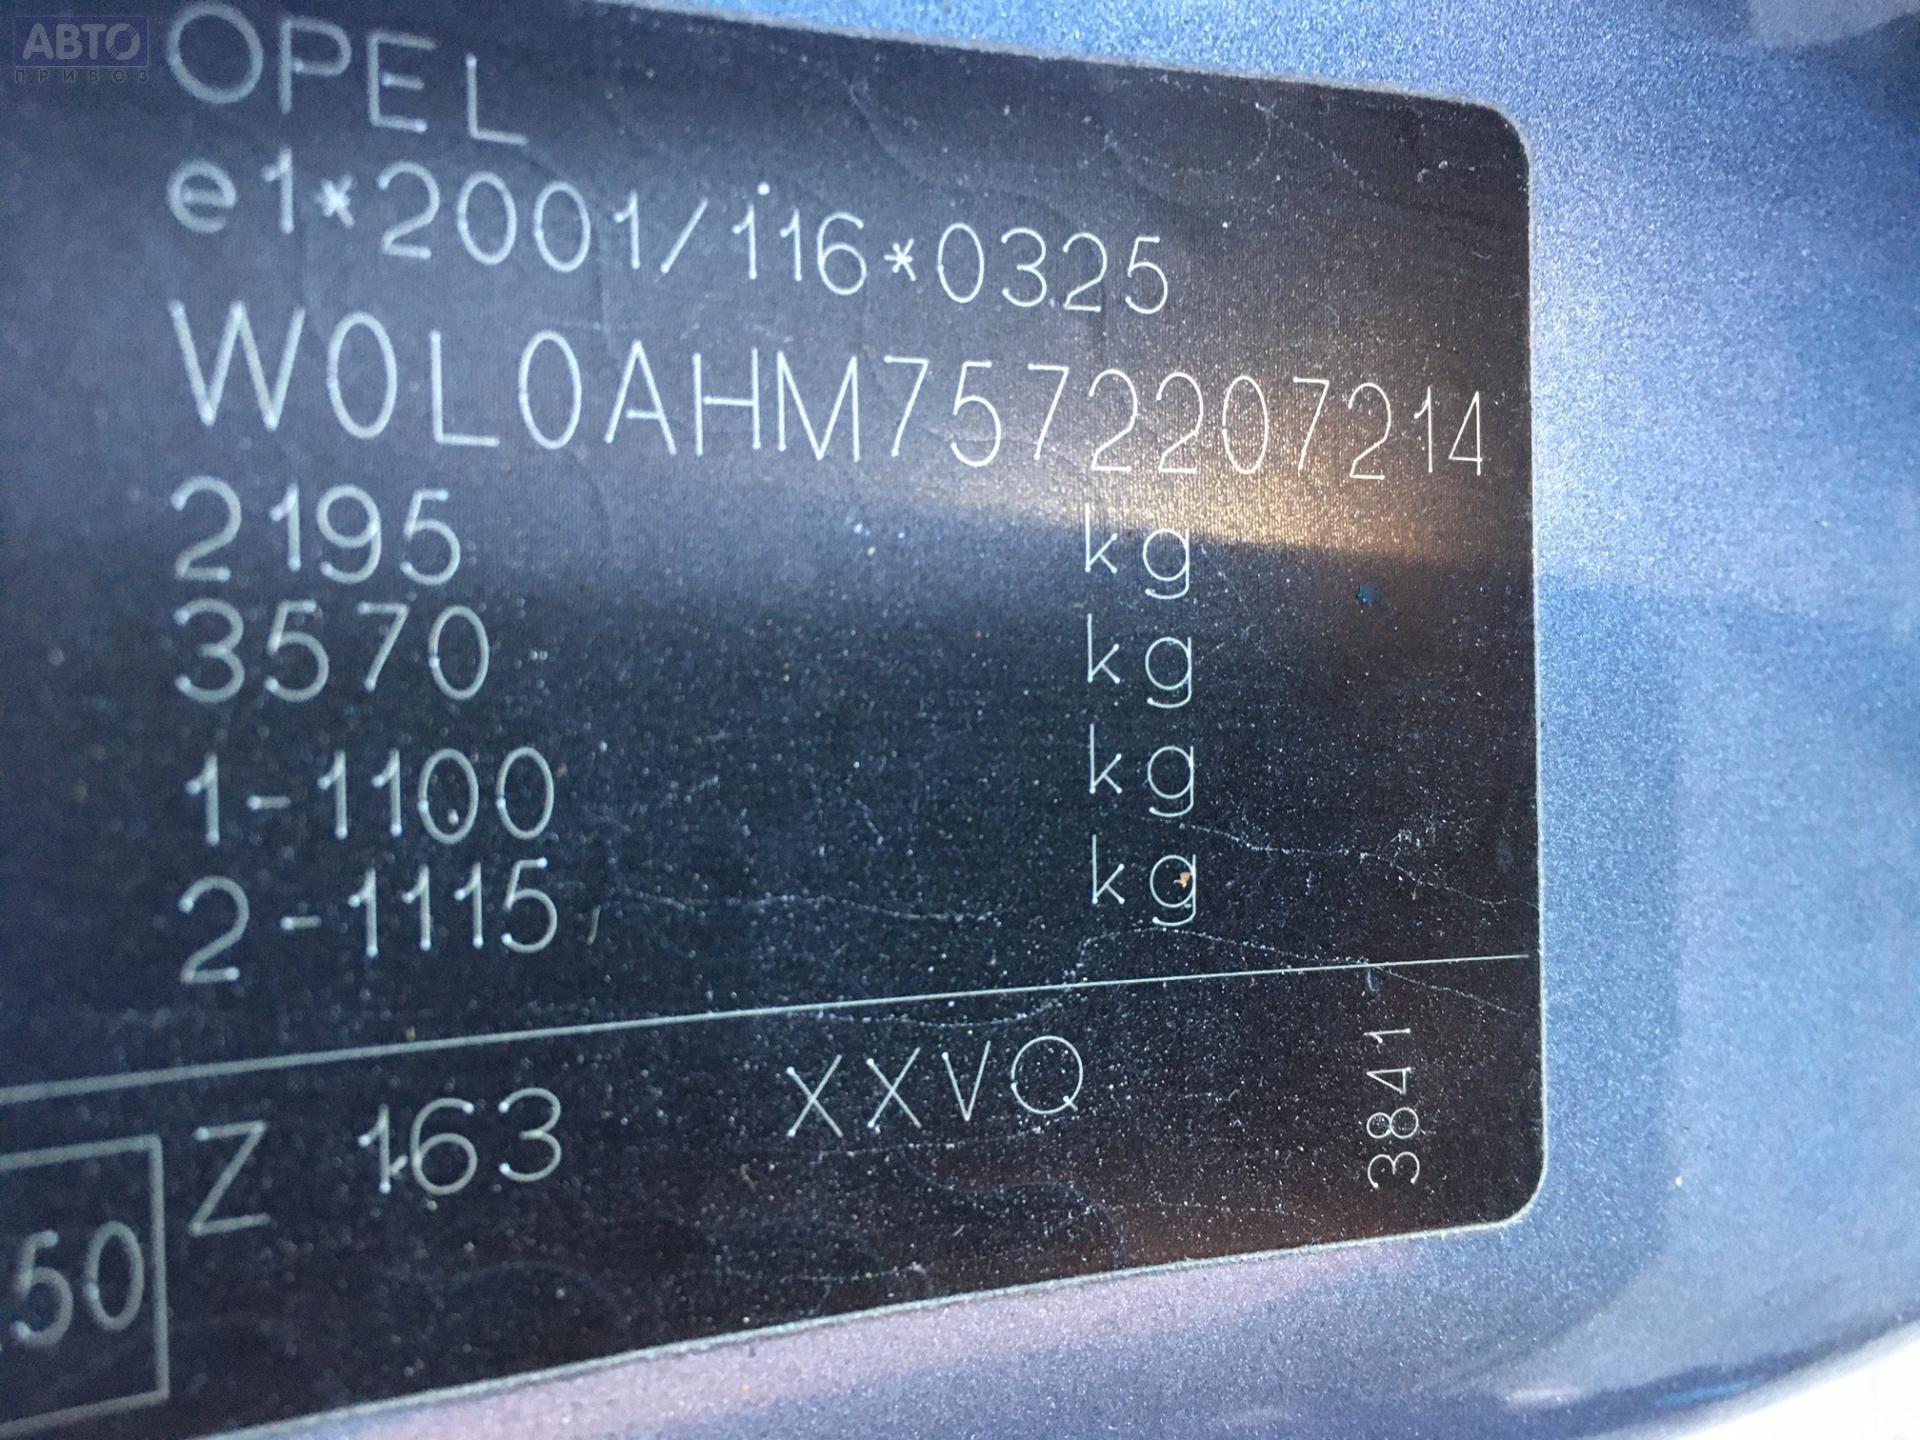 АВТО
ПРИВОЗ
OPEL
e1*2001/116*0325
W0L0AHM7572207214
2195 kg
3570 kg
1-1100 kg
2-1115 kg
50 Z 163 XXVQ 3841